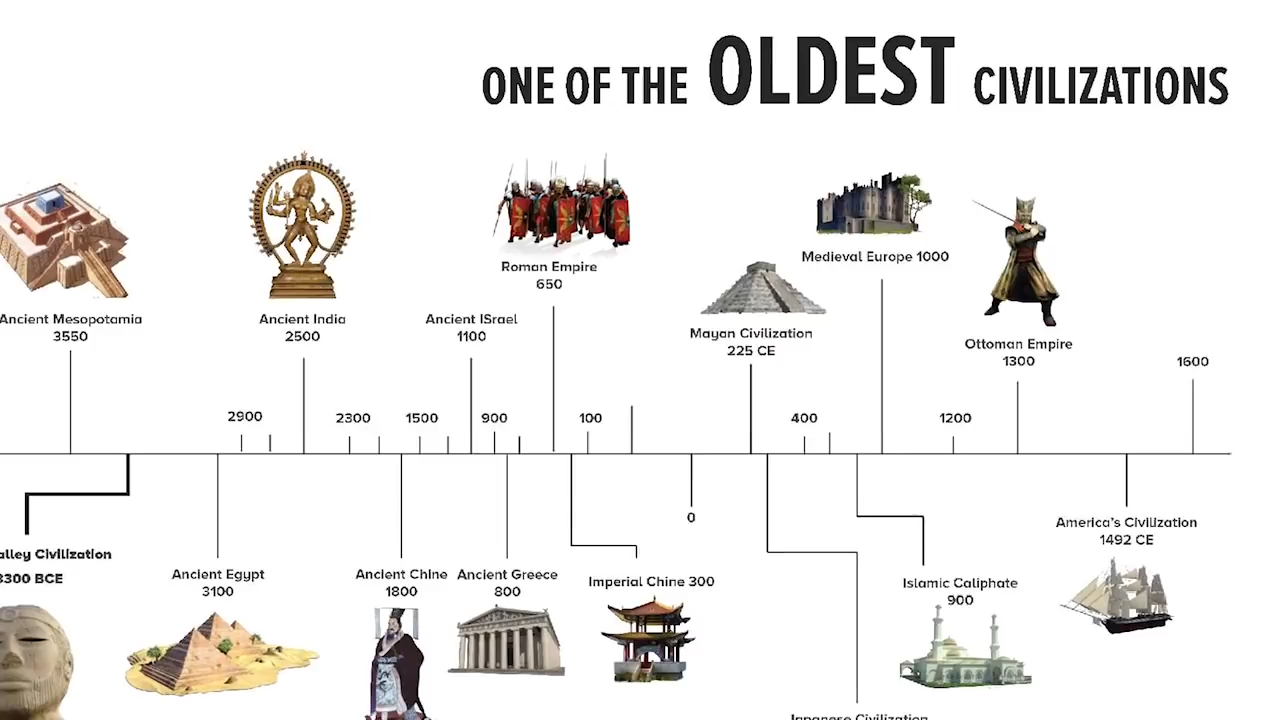 ONE OF THE OLDEST CIVILIZATIONS
Roman Empire
650
Medieval Europe 1000
Ancient Mesopotamia
3550
Ancient India
2500
Ancient ISrael
1100
Mayan Civilization
225 CE
Ottoman Empire
1300
1600
2900
2300
1500
900
100
400
1200
0
alley Civilization
3300 BCE
Ancient Egypt
3100
Ancient Chine
1800
Ancient Greece
800
Imperial Chine 300
Islamic Caliphate
900
America's Civilization
1492 CE
Japanese Civilization